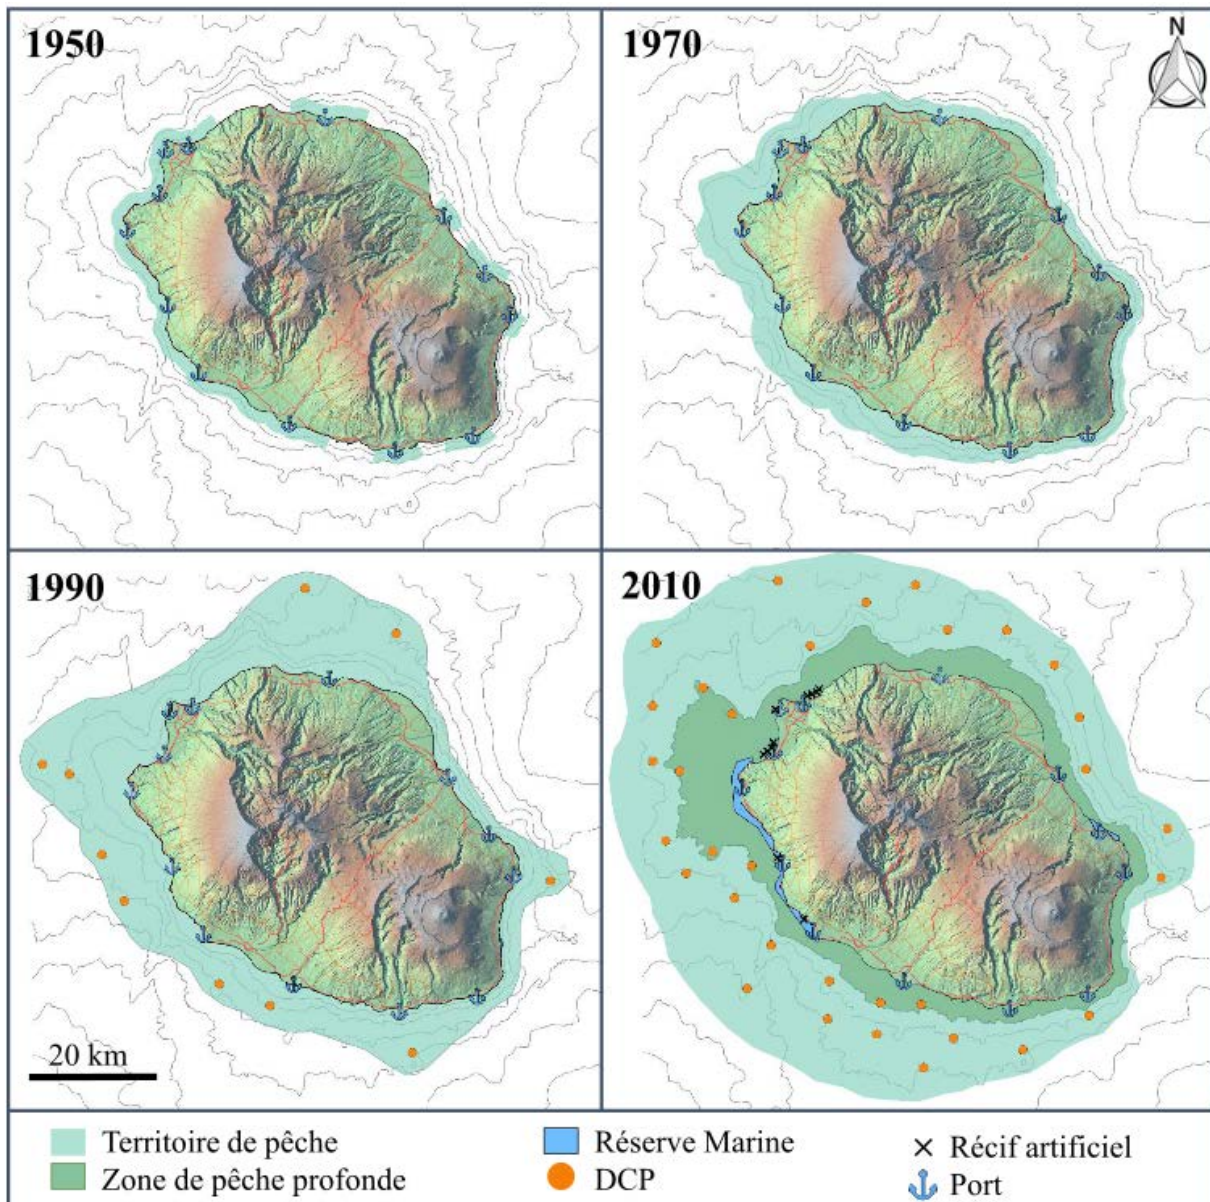 1950
1970
N
1990
2010
20 km
Territoire de pêche
Zone de pêche profonde
Réserve Marine
DCP
Récif artificiel
Port